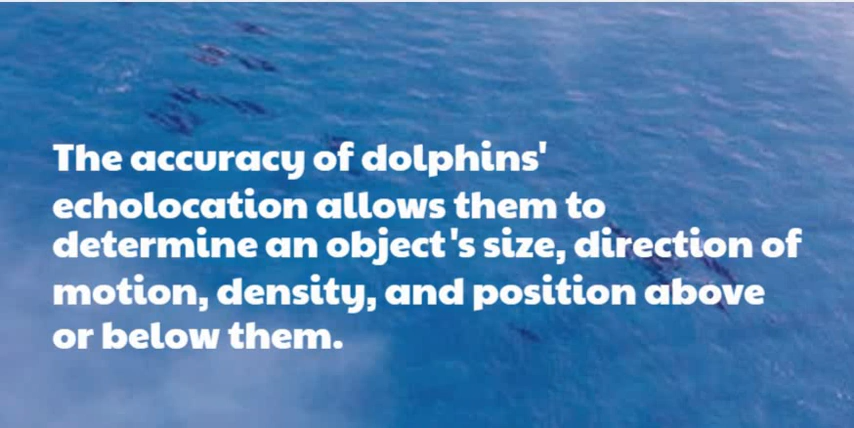 The accuracy of dolphins'
echolocation allows them to
determine an object's size, direction of
motion, density, and position above
or below them.